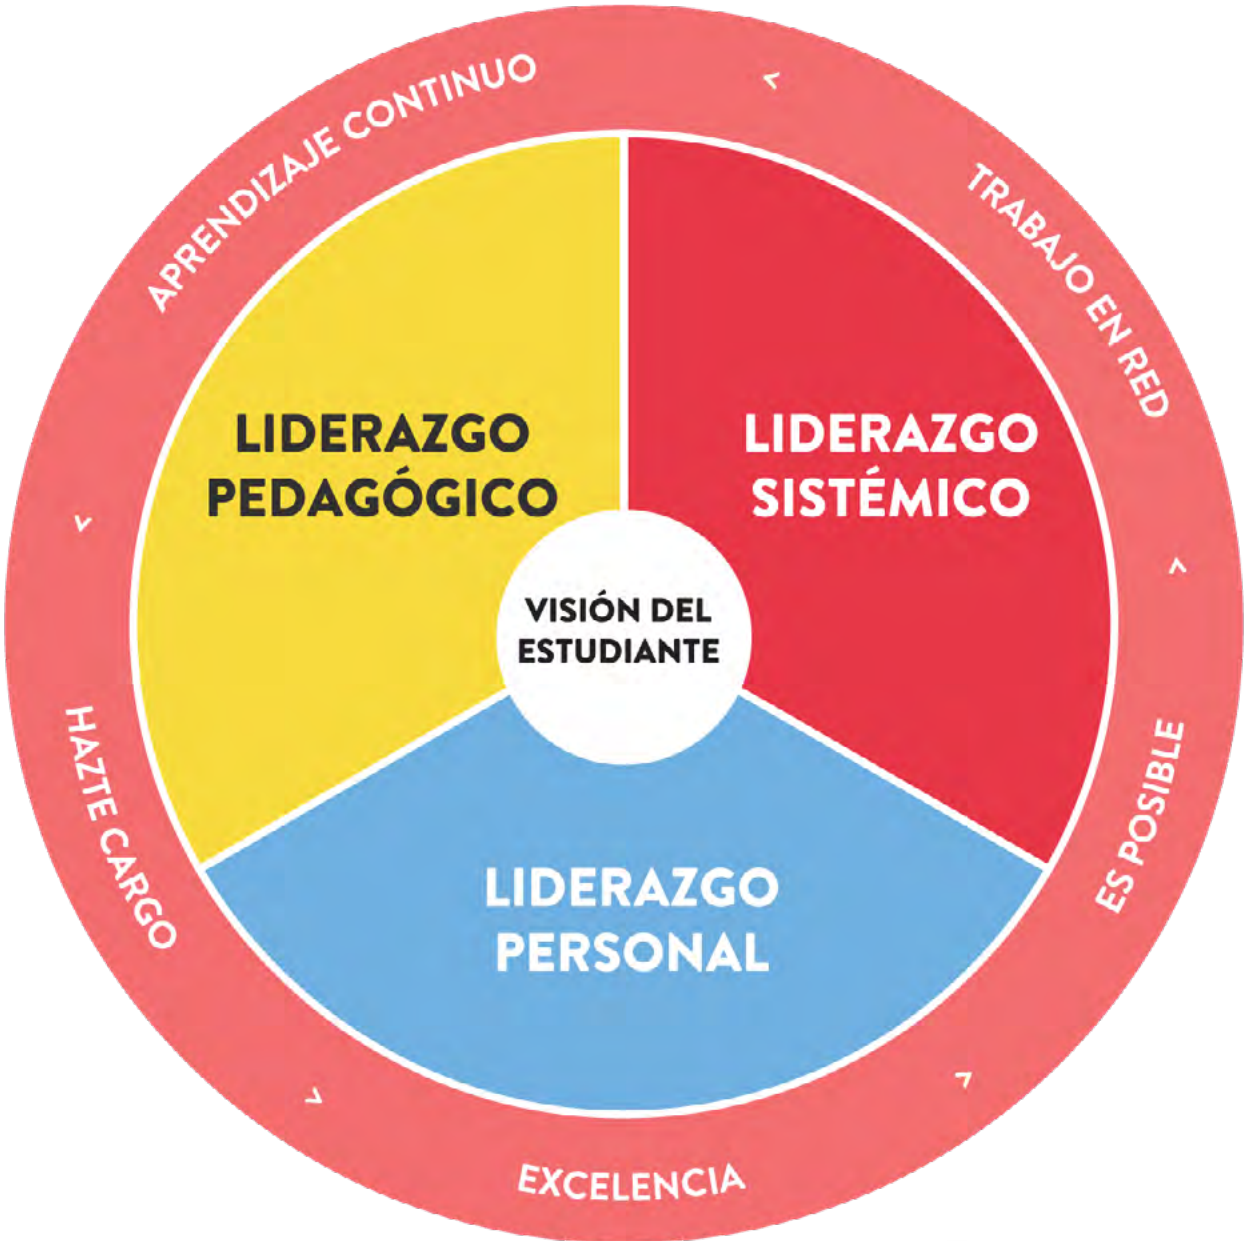 APRENDIZAJE CONTINUO
TRABAJO EN RED
LIDERAZGO
PEDAGÓGICO
LIDERAZGO
SISTÉMICO
VISIÓN DEL
ESTUDIANTE
HAZTE CARGO
ES POSIBLE
LIDERAZGO
PERSONAL
EXCELENCIA